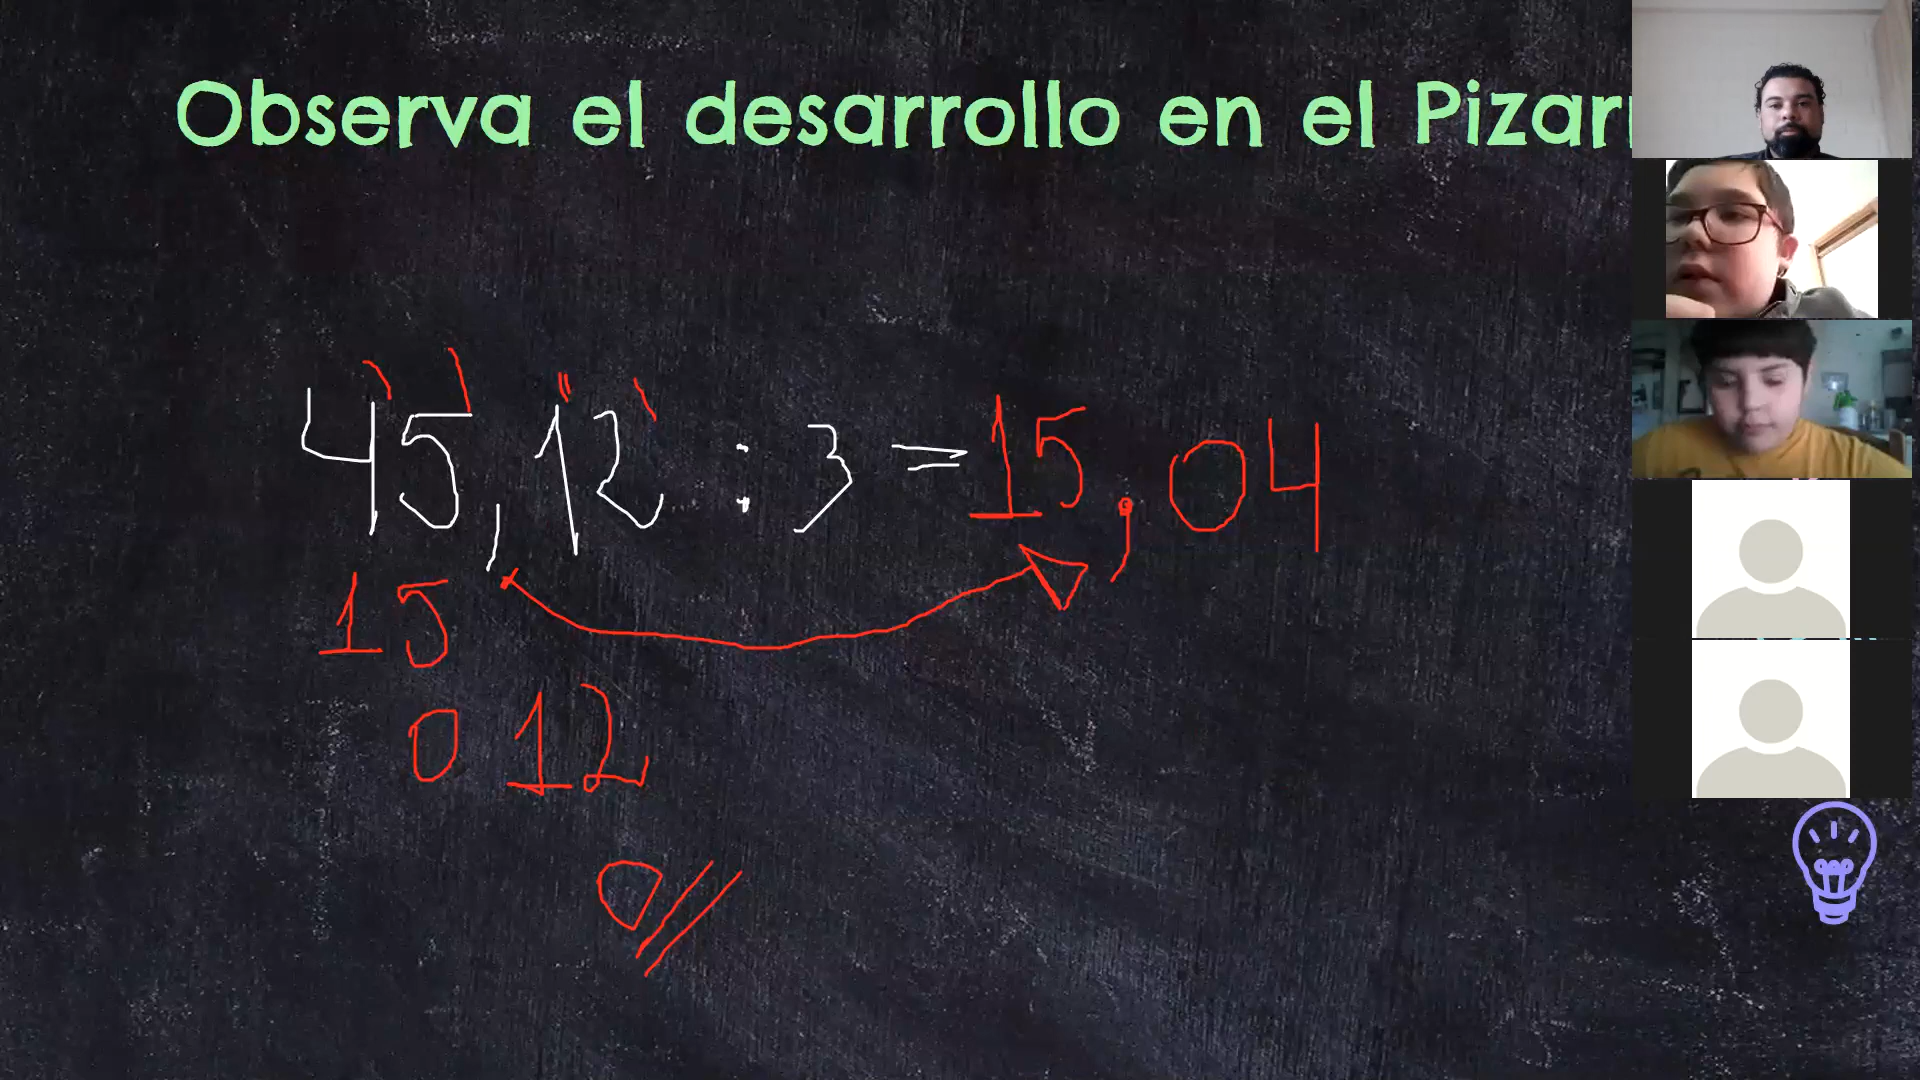 Observa el desarrollo en el Pizarr
45,12 : 3 = 15,04
15
0 12
0//